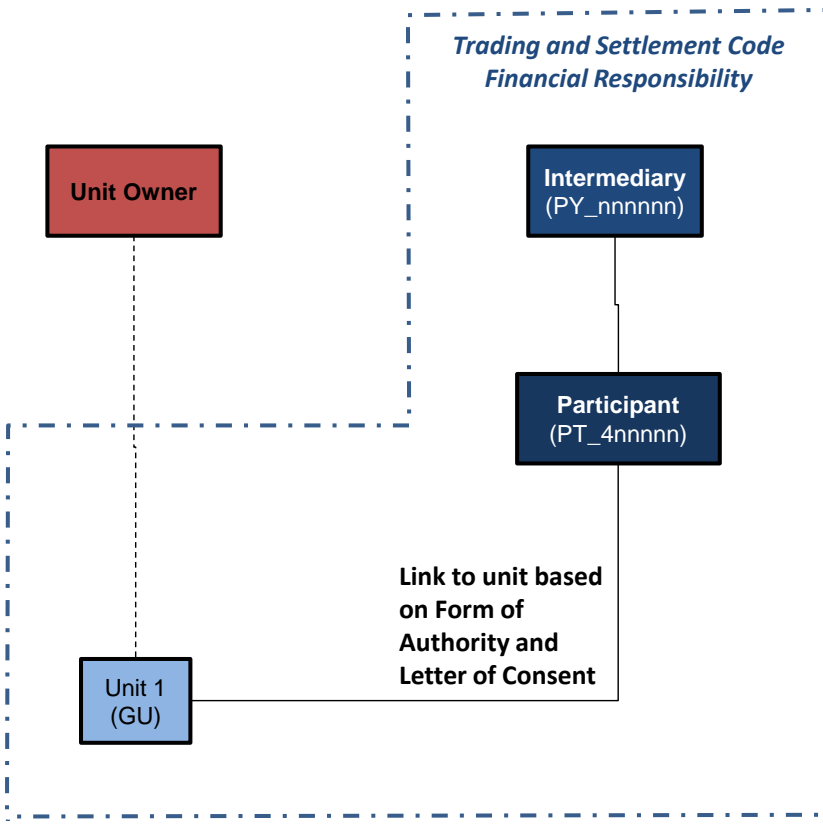 Trading and Settlement Code
Financial Responsibility
Unit Owner
Intermediary
(PY_nnnnnn)
Participant
(PT_4nnnnn)
Link to unit based
on Form of
Authority and
Letter of Consent
Unit 1
(GU)